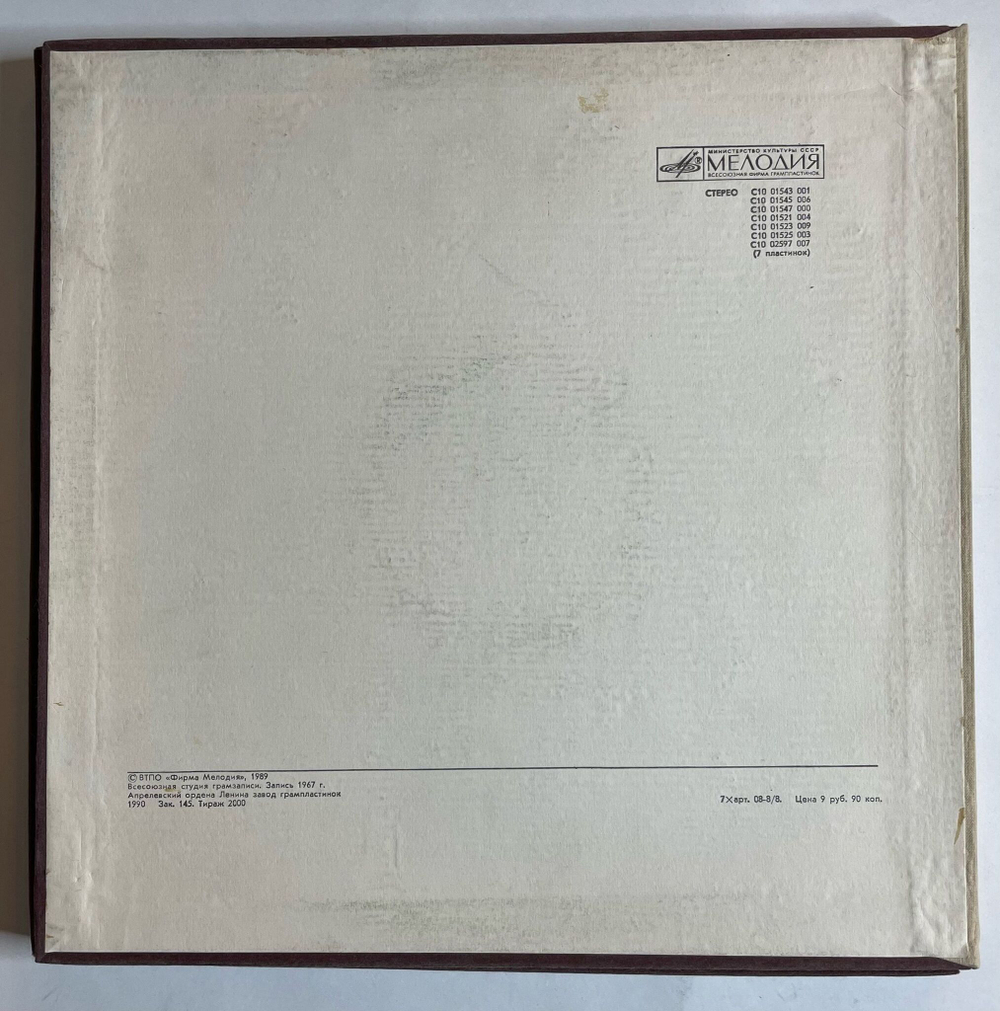 МИНИСТЕРСТВО КУЛЬТУРЫ СССР
МЕЛОДИЯ
ВСЕСОЮЗНАЯ ФИРМА ГРАМПЛАСТИНОК
СТЕРЕО С10 01543 001
С10 01545 006
С10 01547 000
С10 01521 004
С10 01523 009
С10 01525 003
С10 02597 007
(7 пластинок)
© ВТПО «Фирма Мелодия», 1989
Всесоюзная студия грамзаписи. Запись 1967 г.
Апрелевский ордена Ленина завод грампластинок
1990 Зак. 145. Тираж 2000
7×арт. 08-8/8. Цена 9 руб. 90 коп.